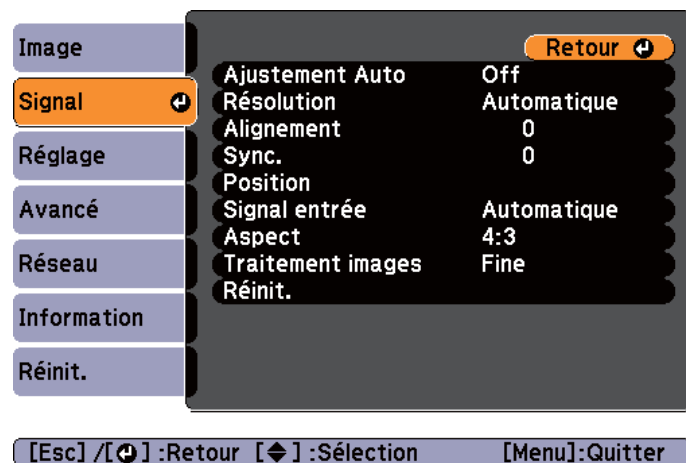 Image
Signal
Réglage
Avancé
Réseau
Information
Réinit.
Retour
Ajustement Auto Off
Résolution Automatique
Alignement 0
Sync. 0
Position
Signal entrée Automatique
Aspect 4:3
Traitement images Fine
Réinit.
[Esc] /[⏎] :Retour [◆] :Sélection [Menu]:Quitter